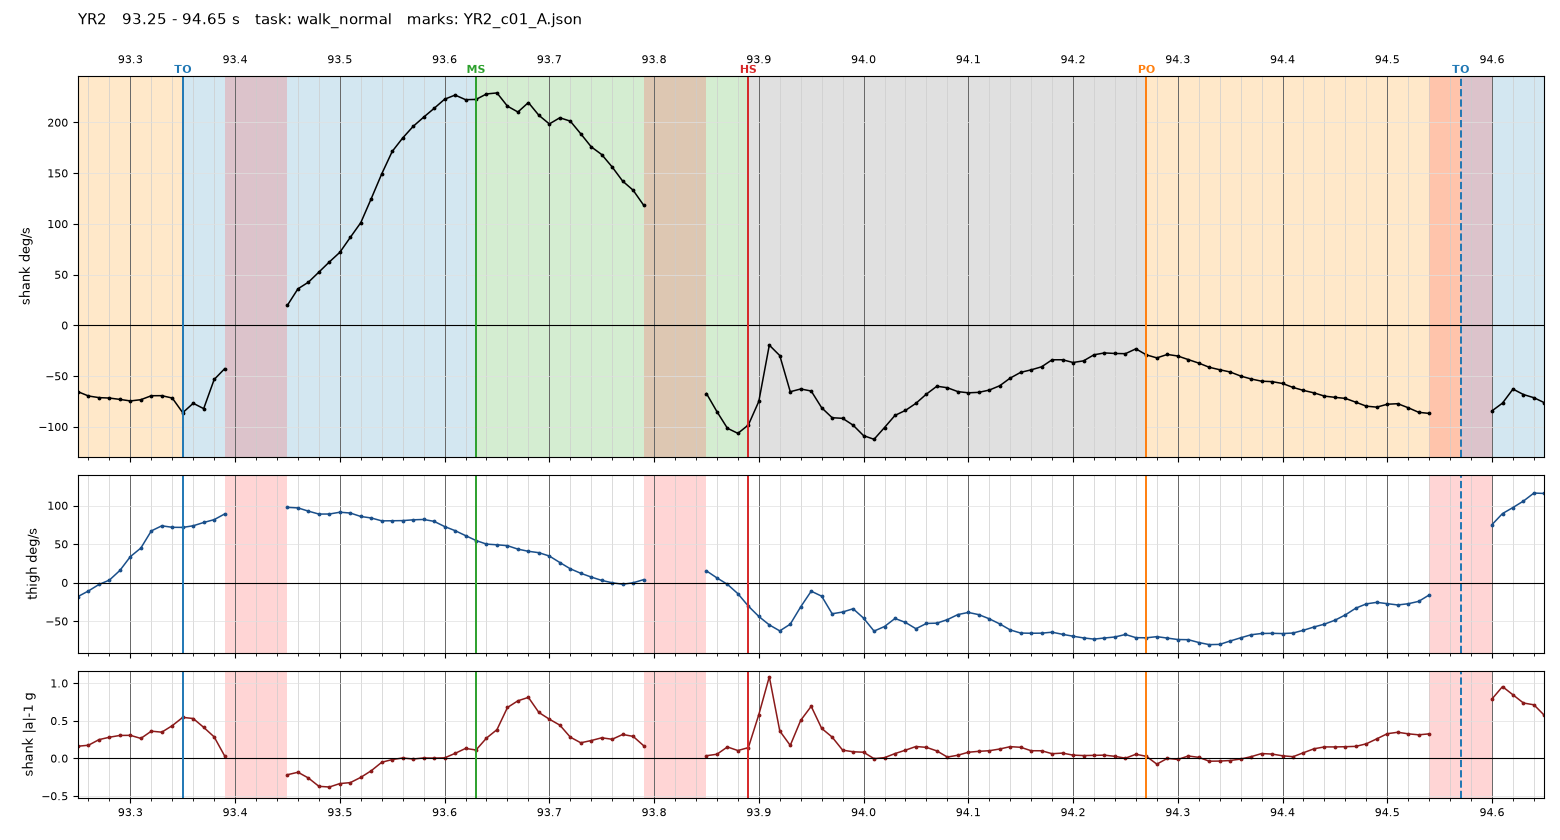 YR2   93.25 - 94.65 s   task: walk_normal   marks: YR2_c01_A.json
93.3 93.4 93.5 93.6 93.7 93.8 93.9 94.0 94.1 94.2 94.3 94.4 94.5 94.6
TO MS HS PO TO
shank deg/s
200
150
100
50
0
−50
−100
thigh deg/s
100
50
0
−50
shank |a|-1 g
1.0
0.5
0.0
−0.5
93.3 93.4 93.5 93.6 93.7 93.8 93.9 94.0 94.1 94.2 94.3 94.4 94.5 94.6